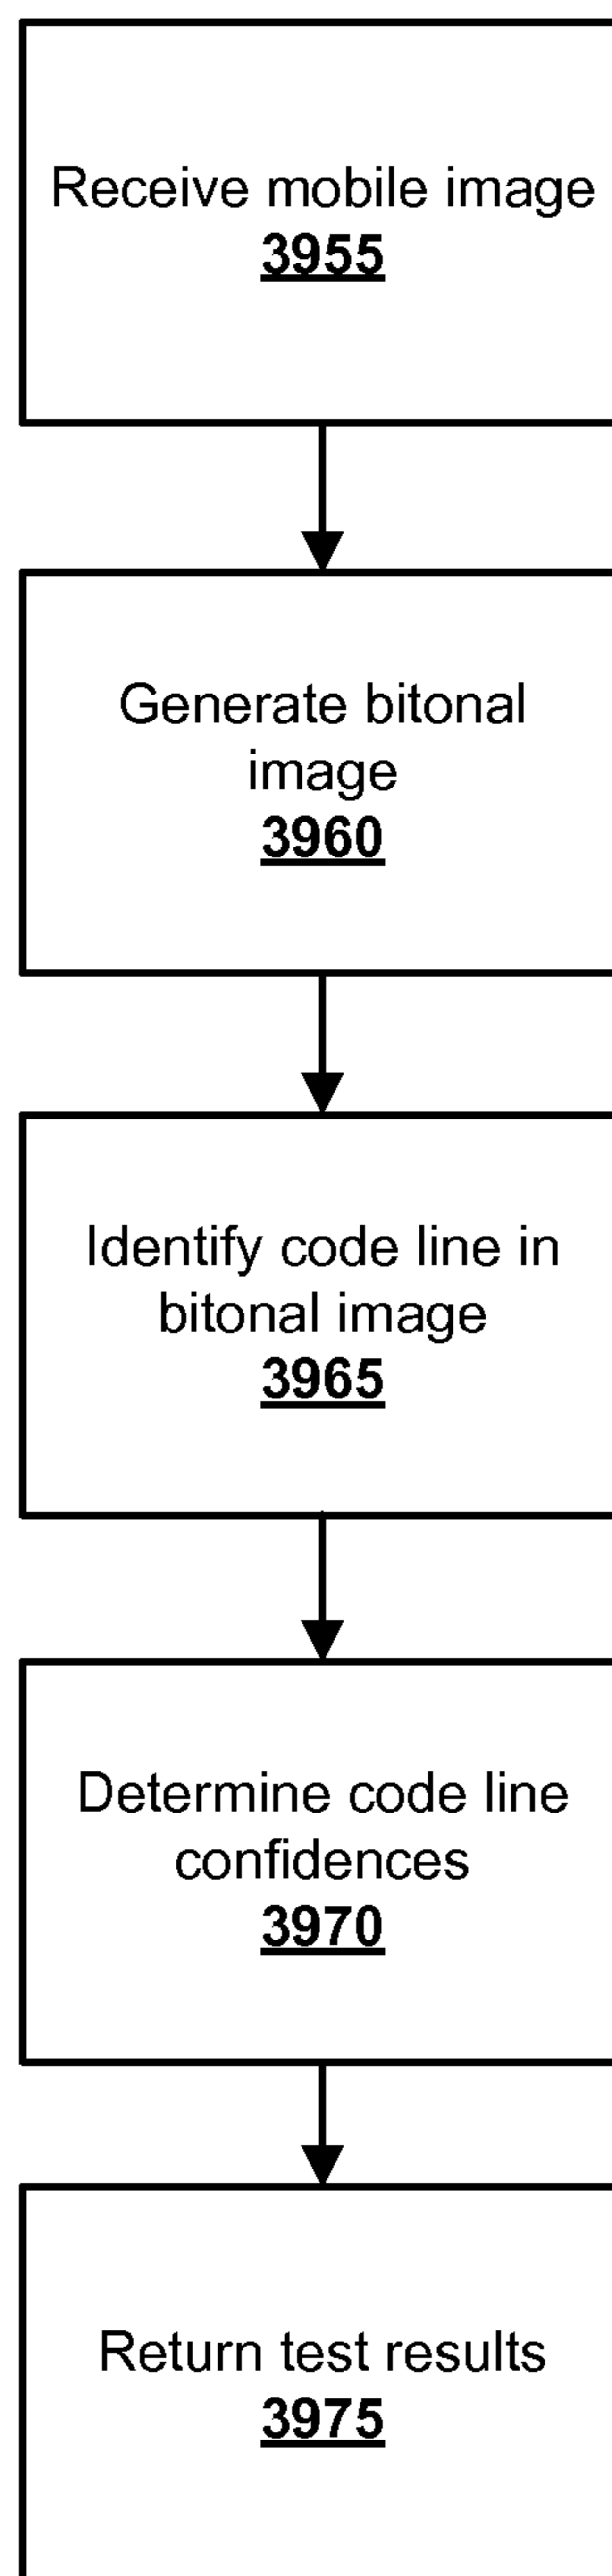 Receive mobile image
3955
Generate bitonal
image
3960
Identify code line in
bitonal image
3965
Determine code line
confidences
3970
Return test results
3975